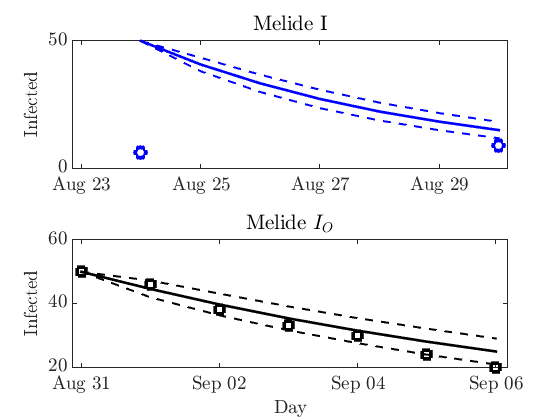 Melide I
50
Infected
0
Aug 23 Aug 25 Aug 27 Aug 29
Melide I_O
60
40
Infected
20
Aug 31 Sep 02 Sep 04 Sep 06
Day